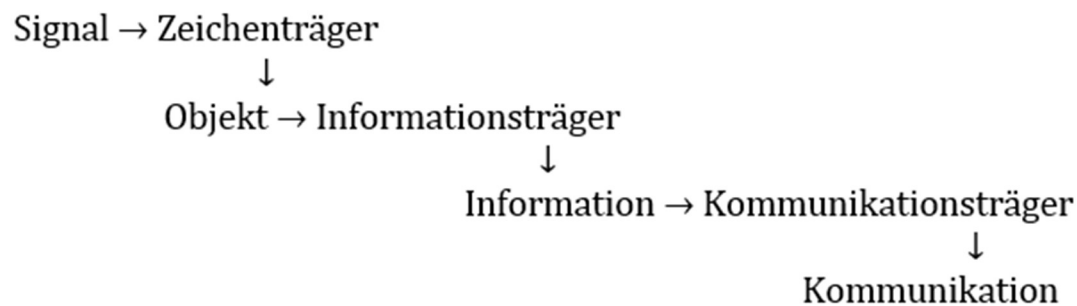 Signal → Zeichenträger
↓
Objekt → Informationsträger
↓
Information → Kommunikationsträger
↓
Kommunikation